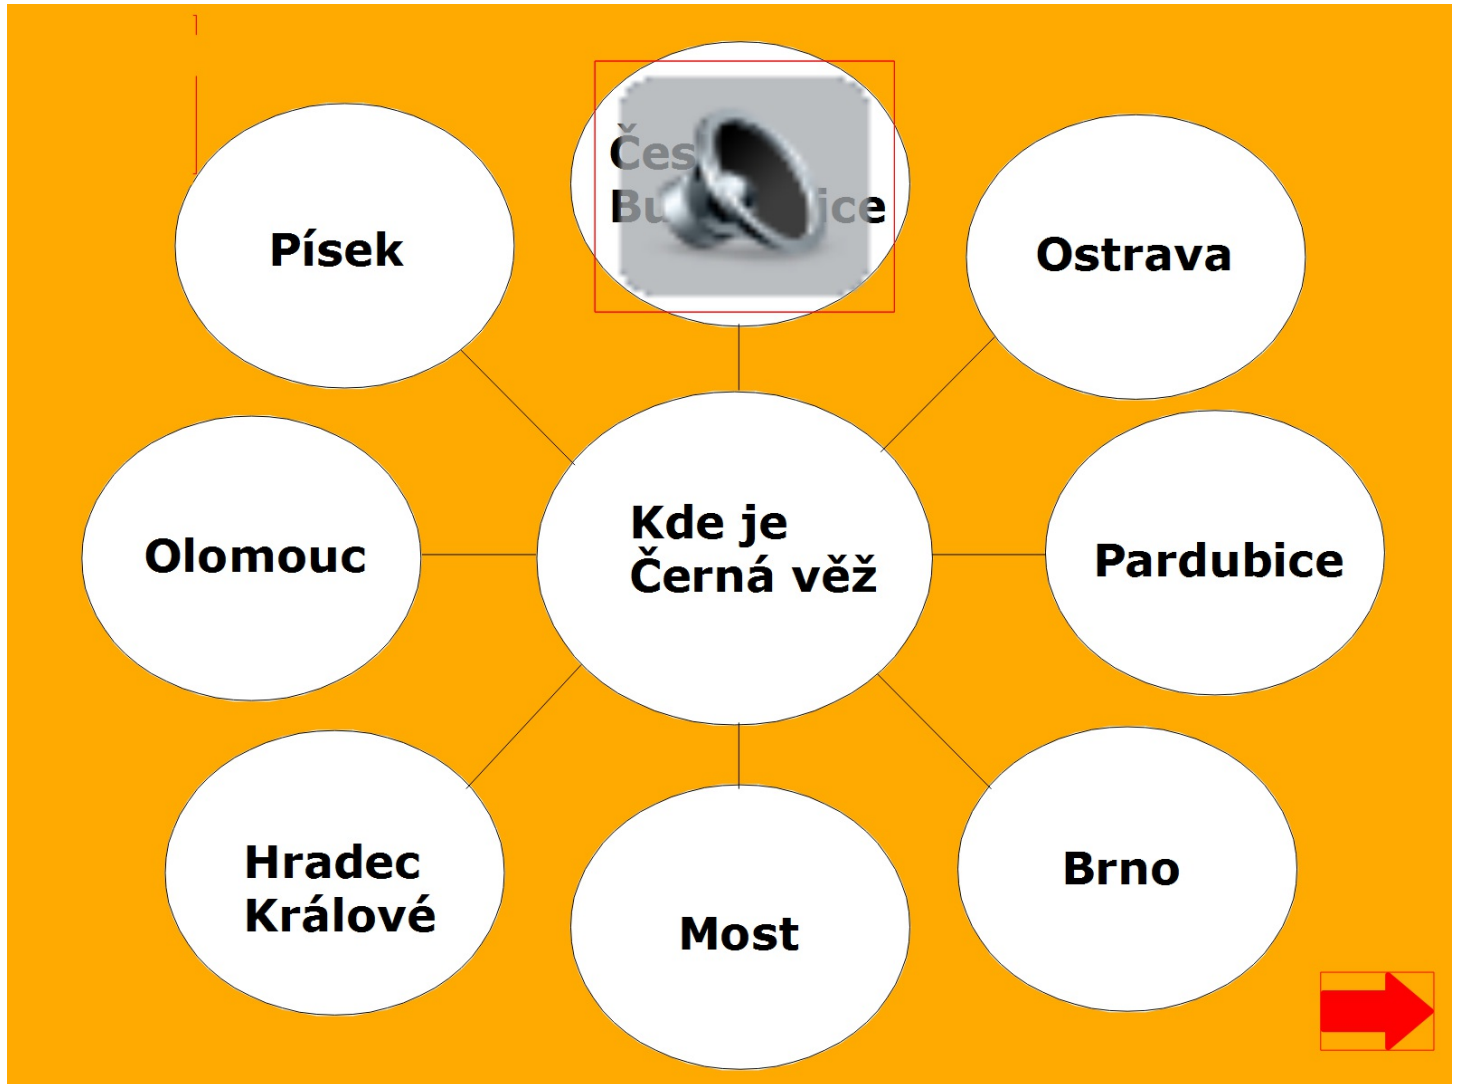 Písek
Ostrava
Olomouc
Kde je
Černá věž
Pardubice
Hradec
Králové
Most
Brno